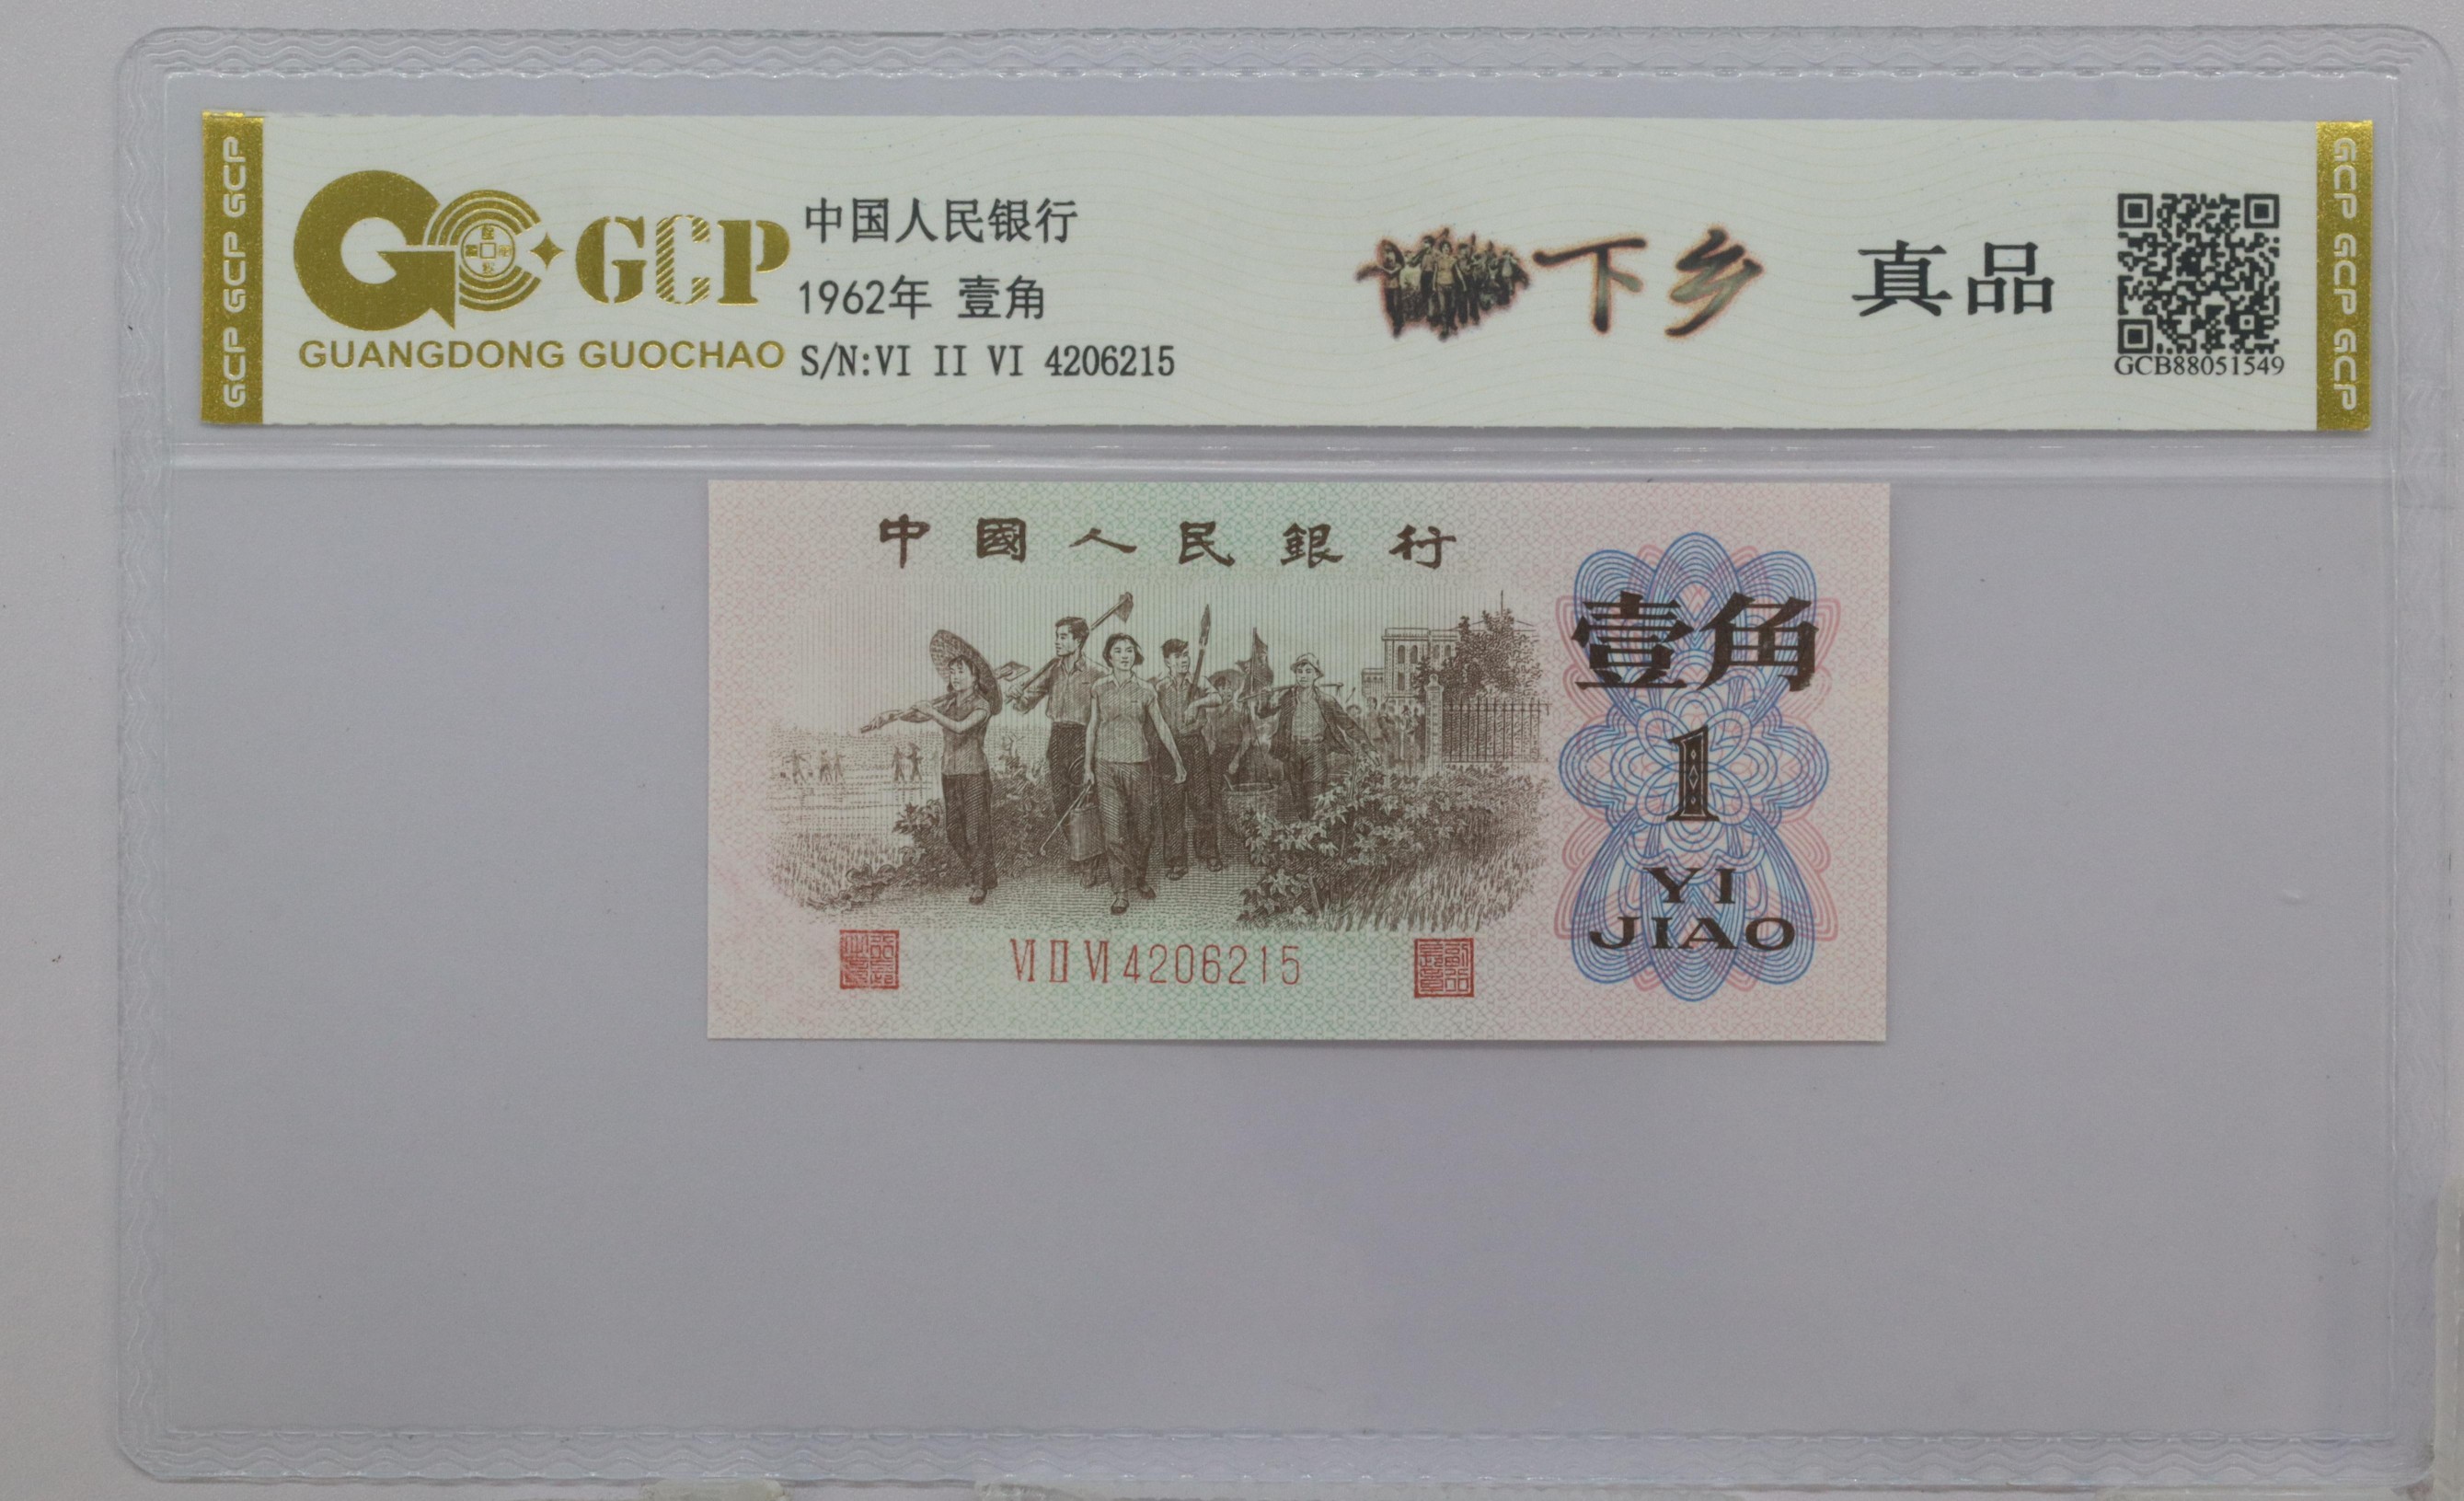 GCP GCP GCP
GCP
GUANGDONG GUOCHAO
中国人民银行
1962年 壹角
S/N:VI II VI 4206215
下乡
真品
GCB88051549
GCP GCP GCP
中國人民銀行
壹角
1
YI
JIAO
VI II VI 4206215